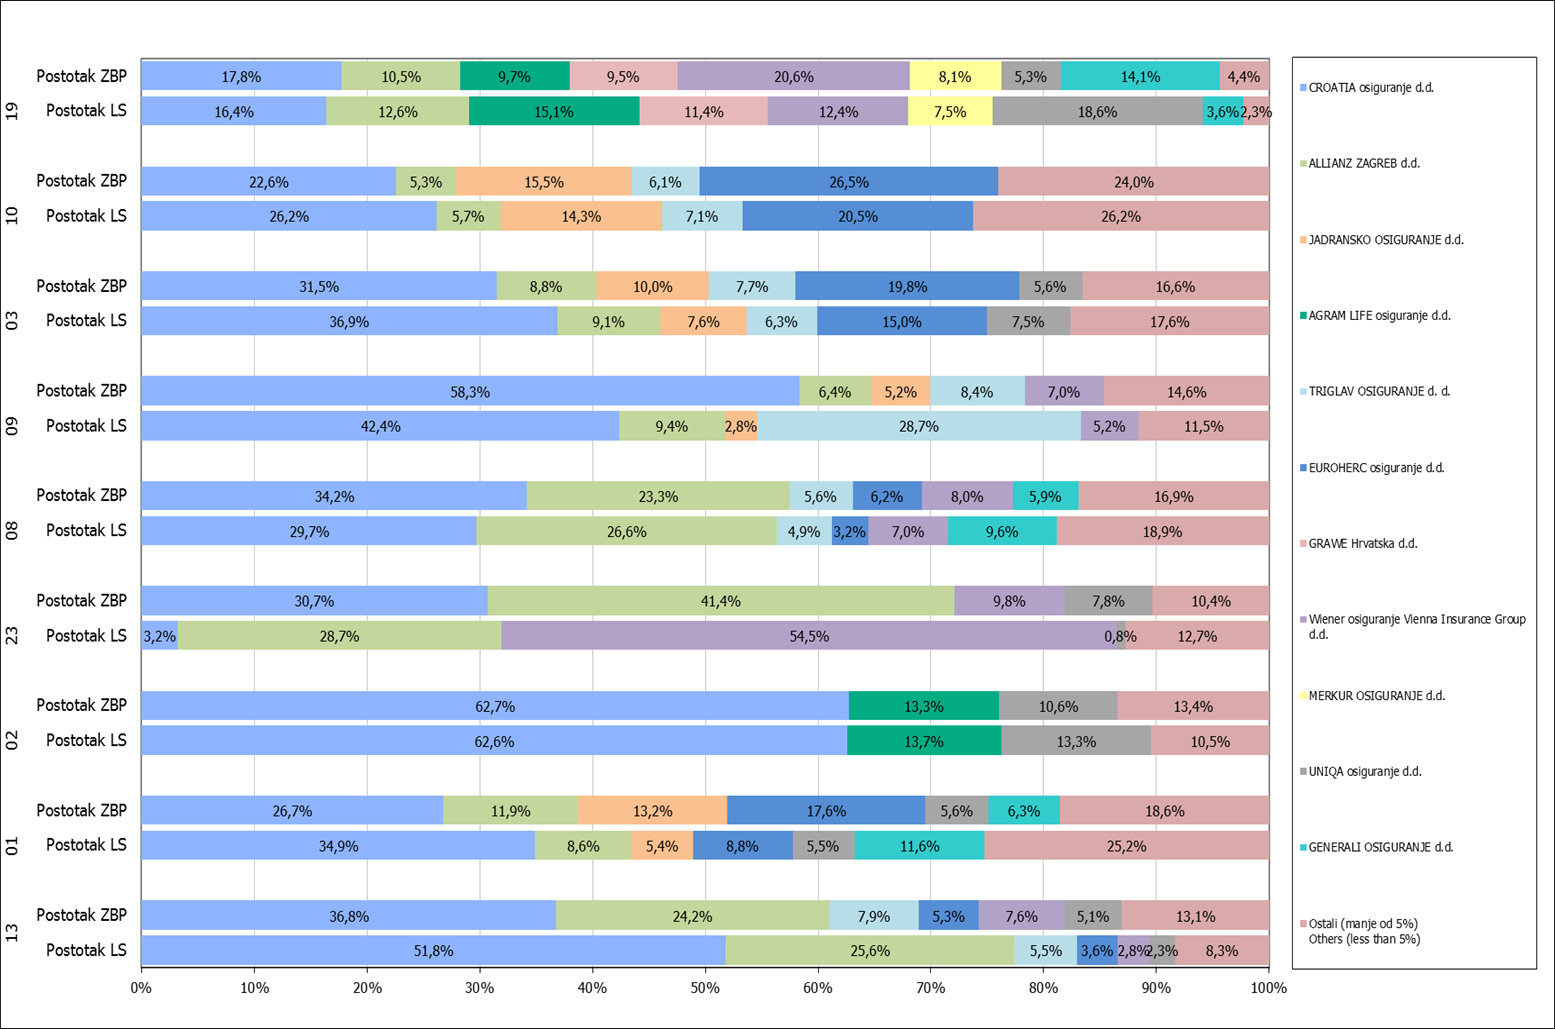 19
Postotak ZBP 17,8% 10,5% 9,7% 9,5% 20,6% 8,1% 5,3% 14,1% 4,4%
Postotak LS 16,4% 12,6% 15,1% 11,4% 12,4% 7,5% 18,6% 3,6% 2,3%
10
Postotak ZBP 22,6% 5,3% 15,5% 6,1% 26,5% 24,0%
Postotak LS 26,2% 5,7% 14,3% 7,1% 20,5% 26,2%
03
Postotak ZBP 31,5% 8,8% 10,0% 7,7% 19,8% 5,6% 16,6%
Postotak LS 36,9% 9,1% 7,6% 6,3% 15,0% 7,5% 17,6%
09
Postotak ZBP 58,3% 6,4% 5,2% 8,4% 7,0% 14,6%
Postotak LS 42,4% 9,4% 2,8% 28,7% 5,2% 11,5%
08
Postotak ZBP 34,2% 23,3% 5,6% 6,2% 8,0% 5,9% 16,9%
Postotak LS 29,7% 26,6% 4,9% 3,2% 7,0% 9,6% 18,9%
23
Postotak ZBP 30,7% 41,4% 9,8% 7,8% 10,4%
Postotak LS 3,2% 28,7% 54,5% 0,8% 12,7%
02
Postotak ZBP 62,7% 13,3% 10,6% 13,4%
Postotak LS 62,6% 13,7% 13,3% 10,5%
01
Postotak ZBP 26,7% 11,9% 13,2% 17,6% 5,6% 6,3% 18,6%
Postotak LS 34,9% 8,6% 5,4% 8,8% 5,5% 11,6% 25,2%
13
Postotak ZBP 36,8% 24,2% 7,9% 5,3% 7,6% 5,1% 13,1%
Postotak LS 51,8% 25,6% 5,5% 3,6% 2,8% 2,3% 8,3%
0% 10% 20% 30% 40% 50% 60% 70% 80% 90% 100%
CROATIA osiguranje d.d.
ALLIANZ ZAGREB d.d.
JADRANSKO OSIGURANJE d.d.
AGRAM LIFE osiguranje d.d.
TRIGLAV OSIGURANJE d. d.
EUROHERC osiguranje d.d.
GRAWE Hrvatska d.d.
Wiener osiguranje Vienna Insurance Group
d.d.
MERKUR OSIGURANJE d.d.
UNIQA osiguranje d.d.
GENERALI OSIGURANJE d.d.
Ostali (manje od 5%)
Others (less than 5%)